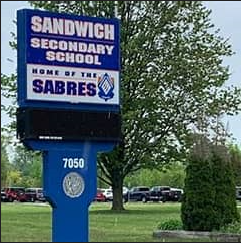 SANDWICH
SECONDARY
SCHOOL
HOME OF THE
SABRES
7050